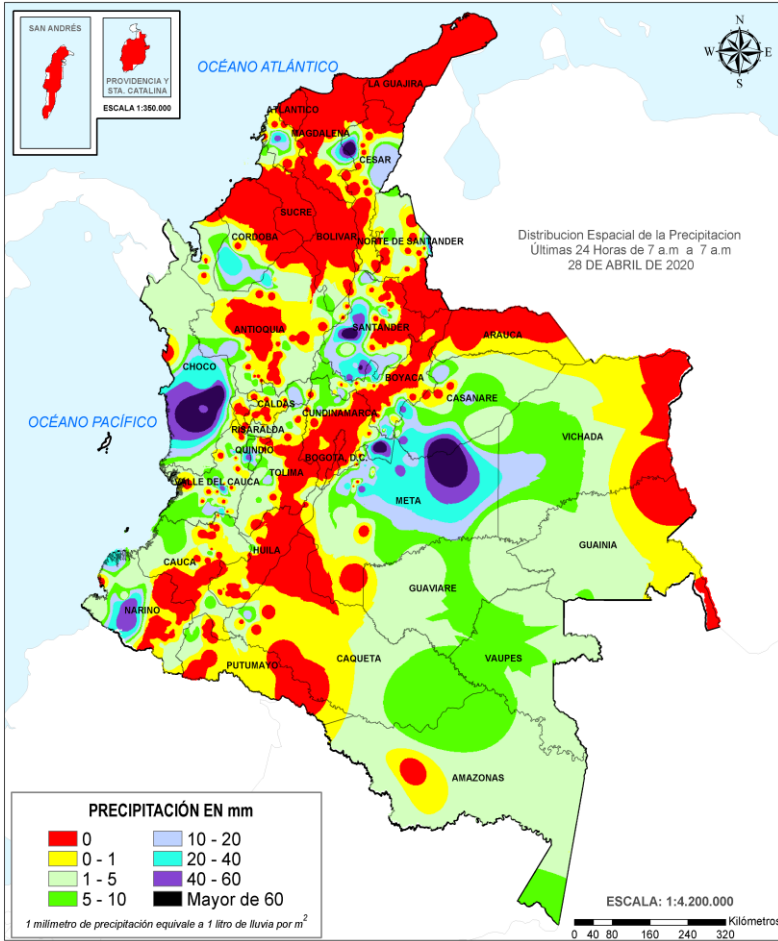 SAN ANDRÉS
PROVIDENCIA Y
STA. CATALINA
ESCALA 1:350.000
N
W
E
S
OCÉANO ATLÁNTICO
LA GUAJIRA
ATLANTICO
MAGDALENA
CESAR
SUCRE
CORDOBA
BOLIVAR
NORTE DE SANTANDER
Distribucion Espacial de la Precipitacion
Últimas 24 Horas de 7 a.m a 7 a.m
28 DE ABRIL DE 2020
ANTIOQUIA
SANTANDER
ARAUCA
CHOCO
BOYACA
CASANARE
CALDAS
CUNDINAMARCA
OCÉANO PACÍFICO
RISARALDA
VICHADA
QUINDIO
BOGOTA, D.C.
TOLIMA
VALLE DEL CAUCA
META
GUAINIA
CAUCA
HUILA
GUAVIARE
NARINO
CAQUETA
VAUPES
PUTUMAYO
AMAZONAS
PRECIPITACIÓN EN mm
0
10 - 20
0 - 1
20 - 40
1 - 5
40 - 60
5 - 10
Mayor de 60
1 milímetro de precipitación equivale a 1 litro de lluvia por m²
ESCALA: 1:4.200.000
Kilómetros
0 40 80 160 240 320